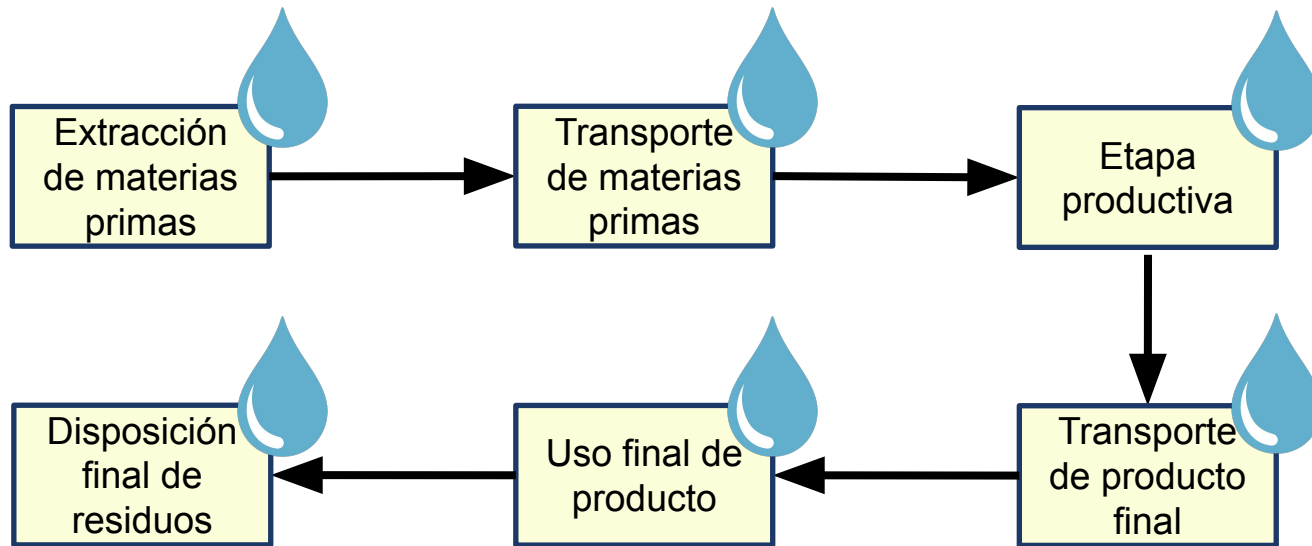 Extracción
de materias
primas
Transporte
de materias
primas
Etapa
productiva
Transporte
de producto
final
Uso final de
producto
Disposición
final de
residuos